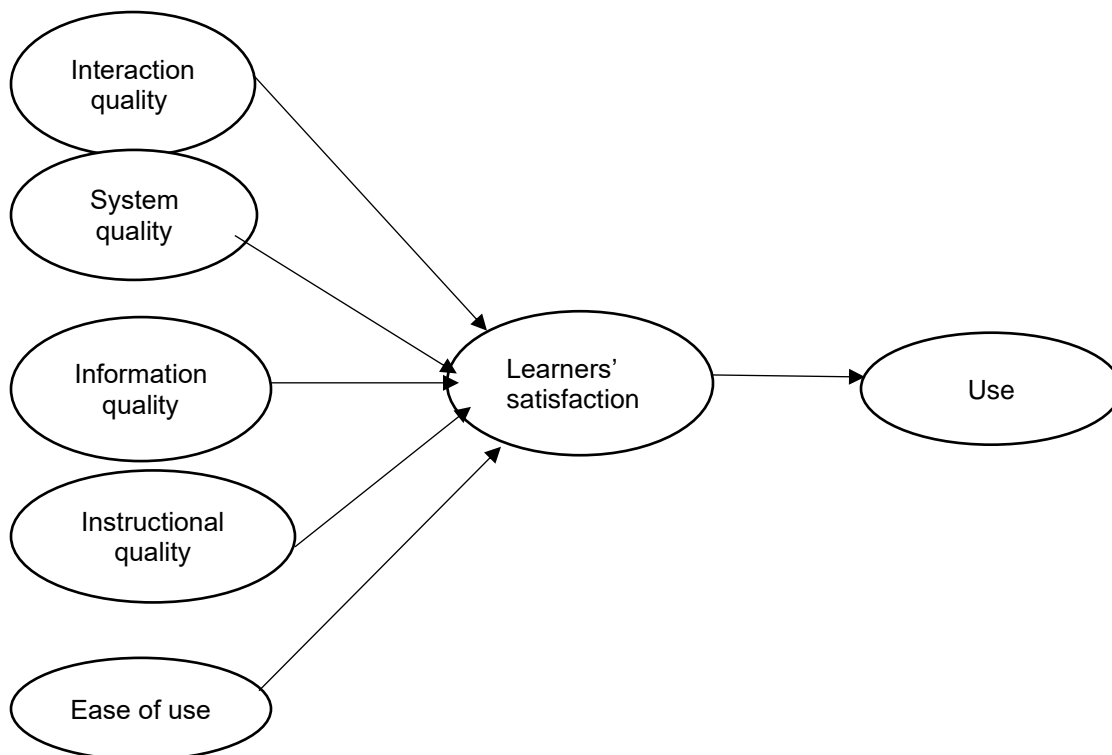 Interaction
quality
System
quality
Information
quality
Learners’
satisfaction
Use
Instructional
quality
Ease of use